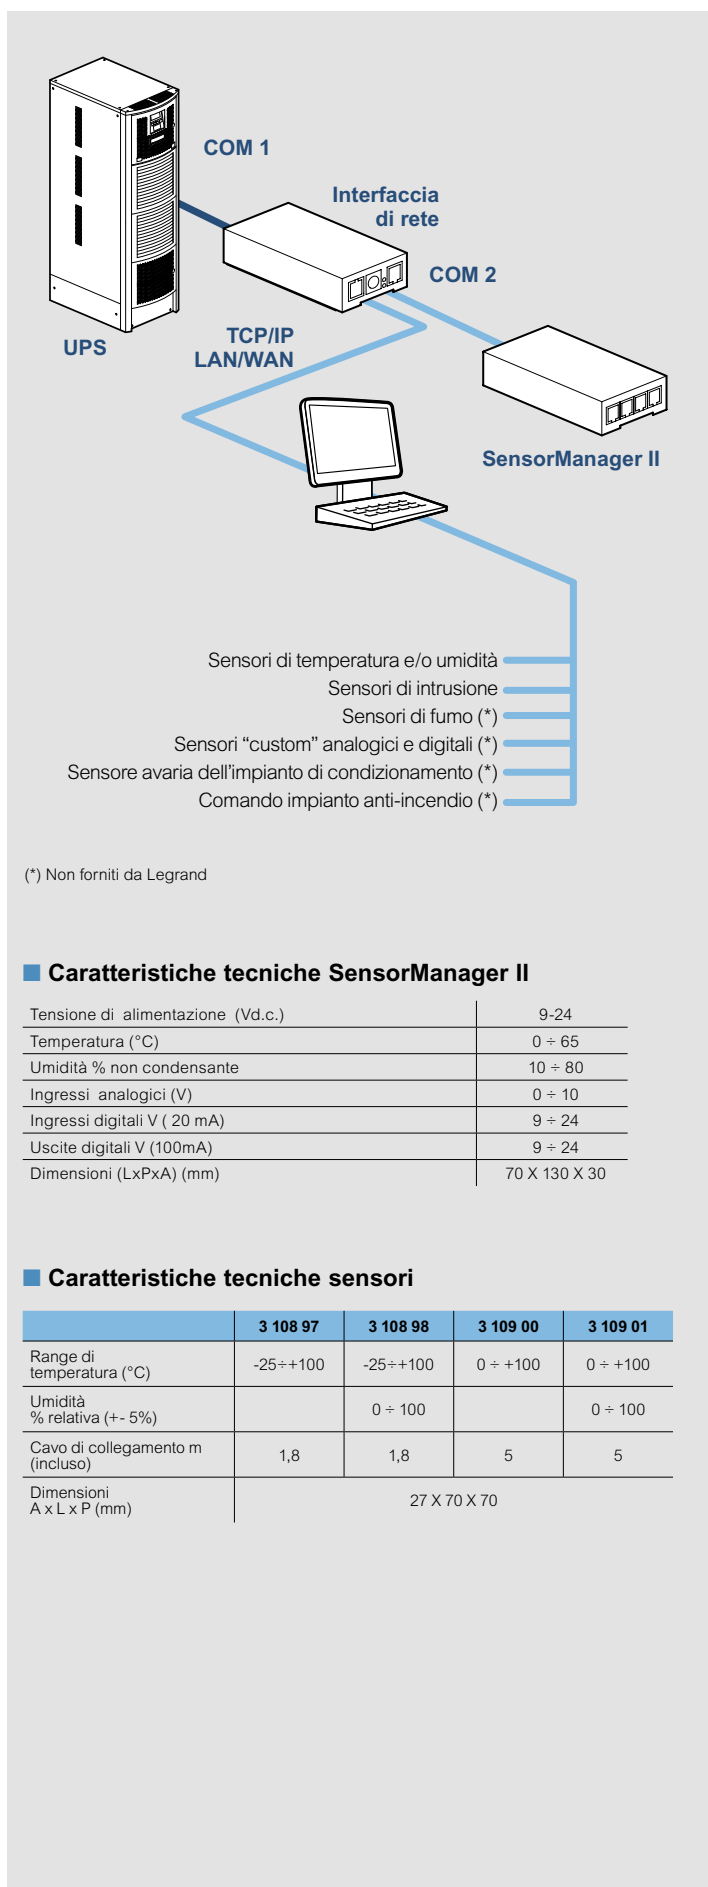 COM 1
Interfaccia
di rete
COM 2
UPS
TCP/IP
LAN/WAN
SensorManager II
Sensori di temperatura e/o umidità
Sensori di intrusione
Sensori di fumo (*)
Sensori “custom” analogici e digitali (*)
Sensore avaria dell’impianto di condizionamento (*)
Comando impianto anti-incendio (*)
(*) Non forniti da Legrand
Caratteristiche tecniche SensorManager II
Tensione di alimentazione (Vd.c.) 9-24
Temperatura (°C) 0 ÷ 65
Umidità % non condensante 10 ÷ 80
Ingressi analogici (V) 0 ÷ 10
Ingressi digitali V ( 20 mA) 9 ÷ 24
Uscite digitali V (100mA) 9 ÷ 24
Dimensioni (LxPxA) (mm) 70 X 130 X 30
Caratteristiche tecniche sensori
3 108 97 3 108 98 3 109 00 3 109 01
Range di
temperatura (°C) -25÷+100 -25÷+100 0 ÷ +100 0 ÷ +100
Umidità
% relativa (+- 5%) 0 ÷ 100 0 ÷ 100
Cavo di collegamento m
(incluso) 1,8 1,8 5 5
Dimensioni
A x L x P (mm) 27 X 70 X 70